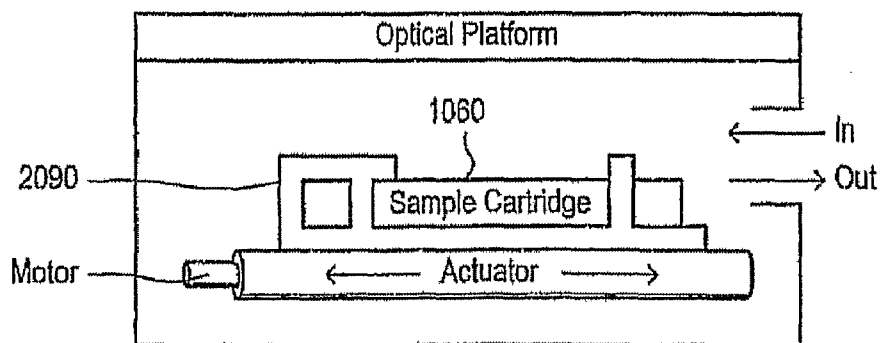 Optical Platform
1060
In
2090
Out
Sample Cartridge
Motor
Actuator